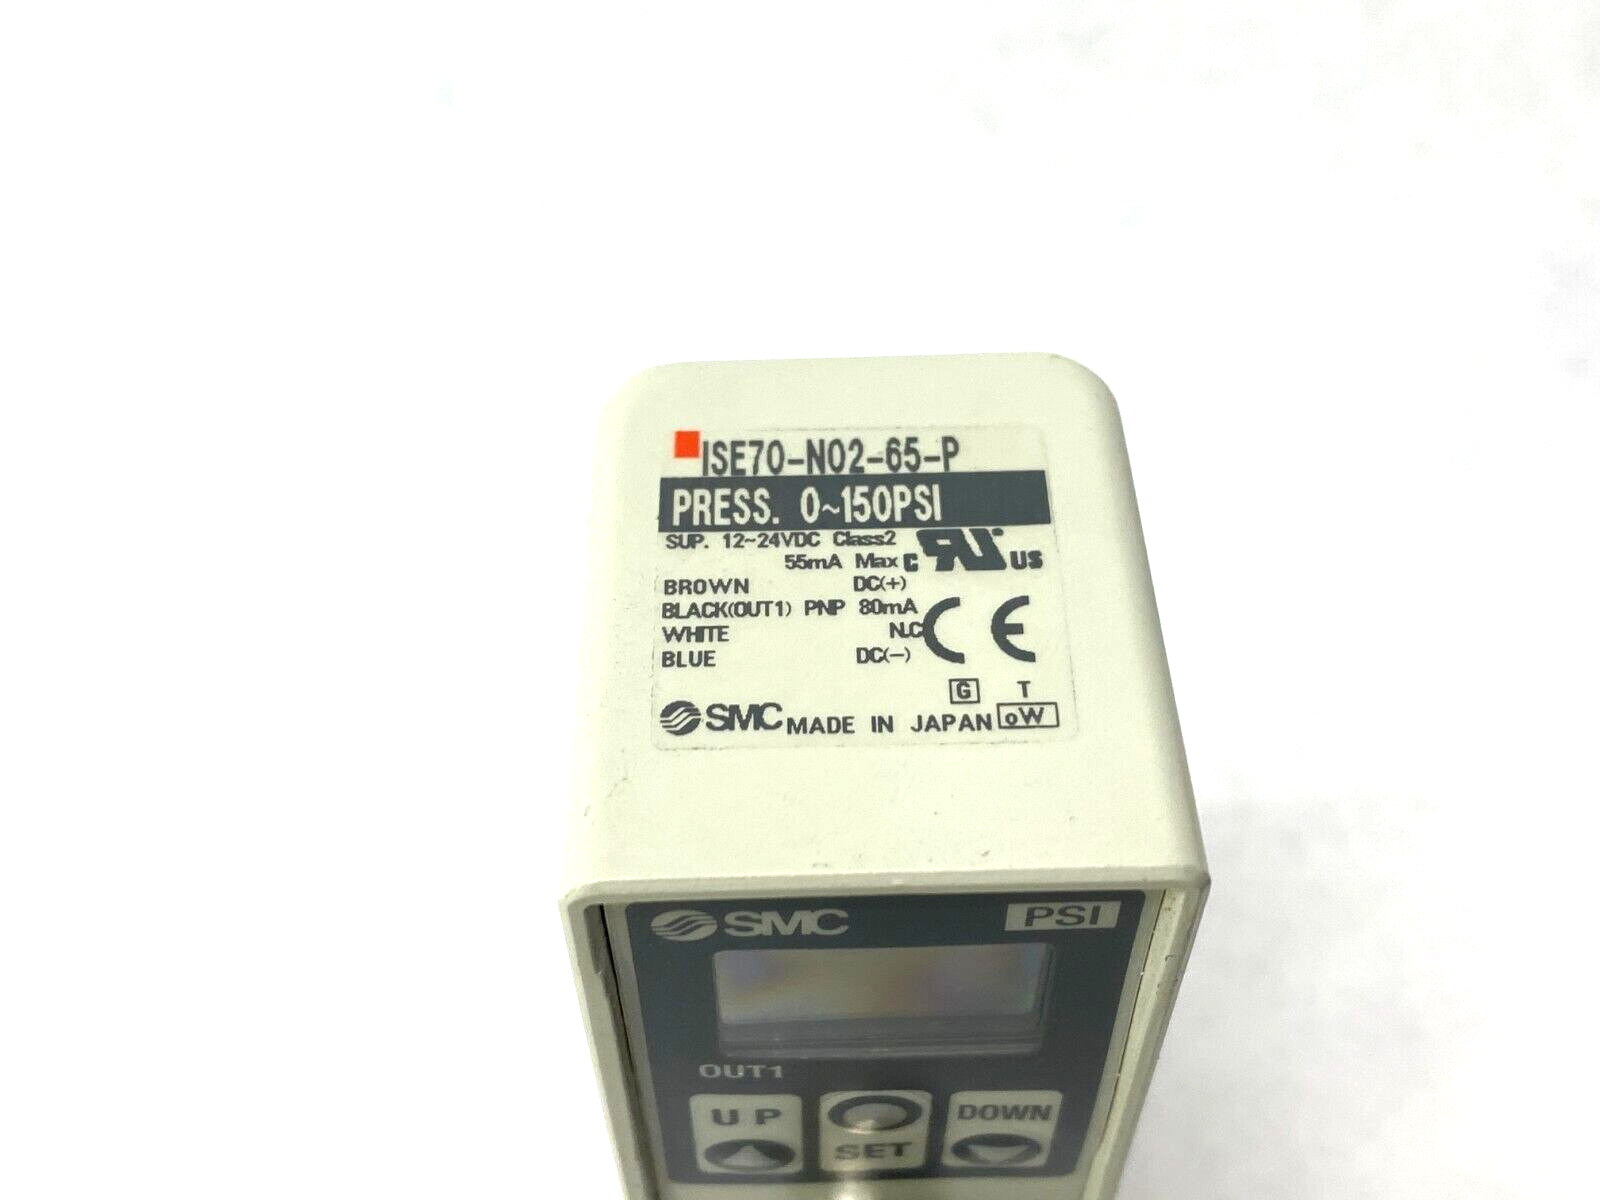 ISE70-N02-65-P
PRESS. 0~150PSI
SUP. 12~24VDC Class2
55mA Max
C RU US
BROWN DC(+)
BLACK(OUT1) PNP 80mA
WHITE N.C
BLUE DC(-)
CE
G T
SMC MADE IN JAPAN oW
SMC PSI
OUT1
UP SET DOWN